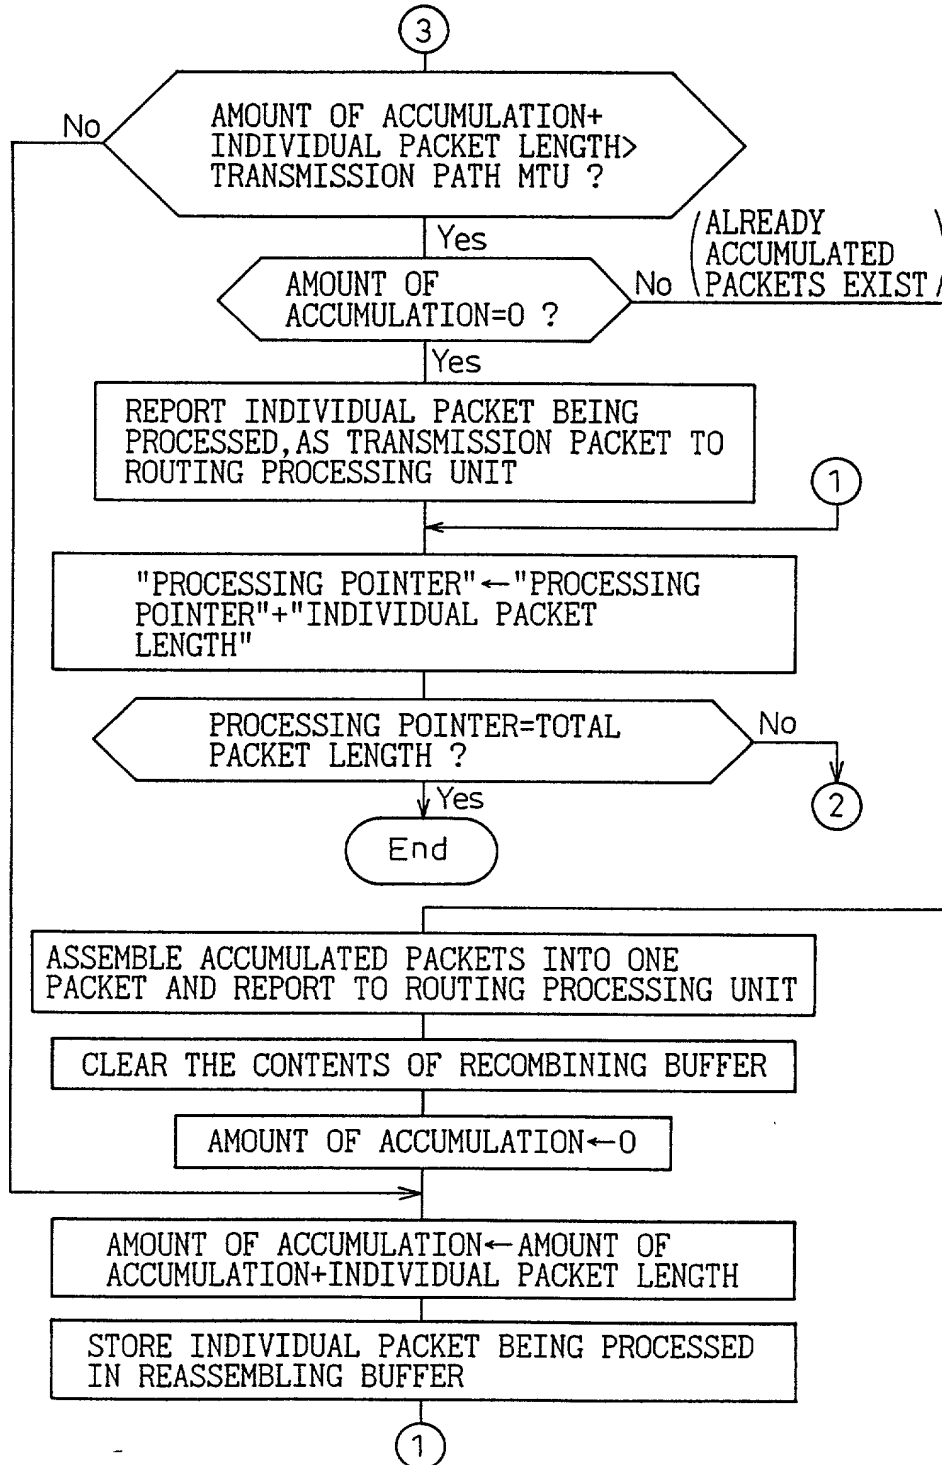 3
AMOUNT OF ACCUMULATION+
INDIVIDUAL PACKET LENGTH>
TRANSMISSION PATH MTU ?
No
Yes
AMOUNT OF
ACCUMULATION=0 ?
No
(ALREADY
ACCUMULATED
PACKETS EXIST)
Yes
REPORT INDIVIDUAL PACKET BEING
PROCESSED,AS TRANSMISSION PACKET TO
ROUTING PROCESSING UNIT
1
"PROCESSING POINTER"←"PROCESSING
POINTER"+"INDIVIDUAL PACKET
LENGTH"
PROCESSING POINTER=TOTAL
PACKET LENGTH ?
No
2
Yes
End
ASSEMBLE ACCUMULATED PACKETS INTO ONE
PACKET AND REPORT TO ROUTING PROCESSING UNIT
CLEAR THE CONTENTS OF RECOMBINING BUFFER
AMOUNT OF ACCUMULATION←0
AMOUNT OF ACCUMULATION←AMOUNT OF
ACCUMULATION+INDIVIDUAL PACKET LENGTH
STORE INDIVIDUAL PACKET BEING PROCESSED
IN REASSEMBLING BUFFER
1